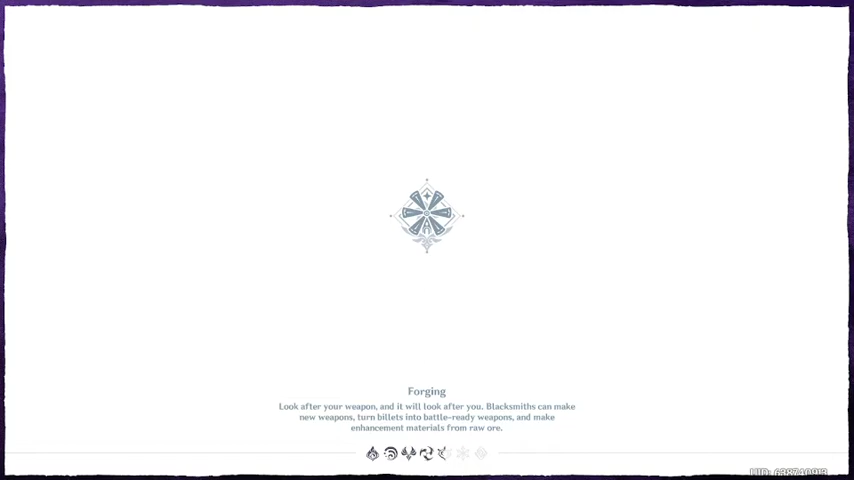 Forging
Look after your weapon, and it will look after you. Blacksmiths can make
new weapons, turn billets into battle-ready weapons, and make
enhancement materials from raw ore.